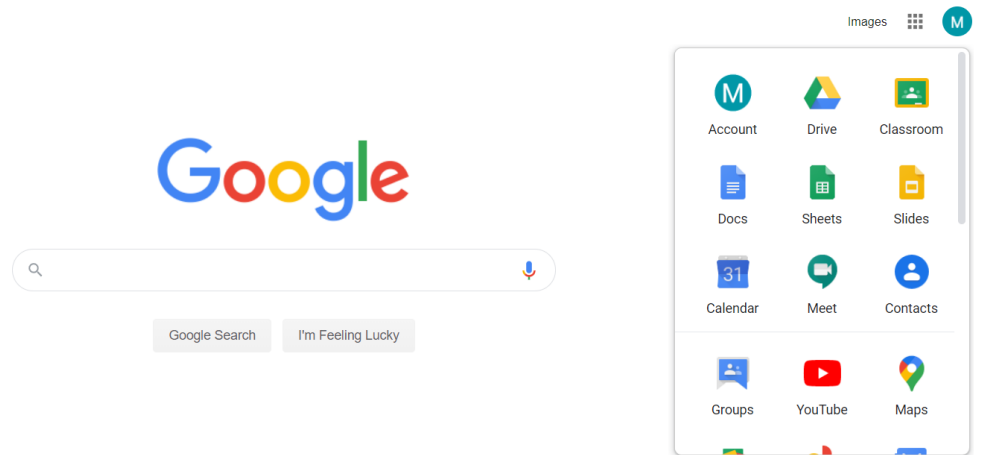 Images
M
Google
Google Search
I'm Feeling Lucky
M
Account
Drive
Classroom
Docs
Sheets
Slides
31
Calendar
Meet
Contacts
Groups
YouTube
Maps